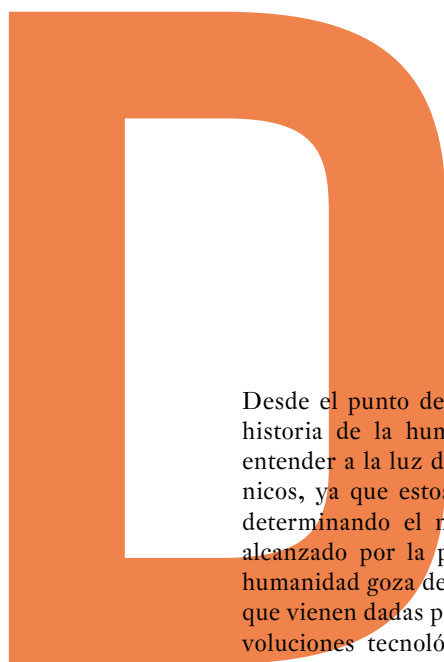 D
Desde el punto de
historia de la hum
entender a la luz d
nicos, ya que estos
determinando el n
alcanzado por la p
humanidad goza de
que vienen dadas p
voluciones tecnoló